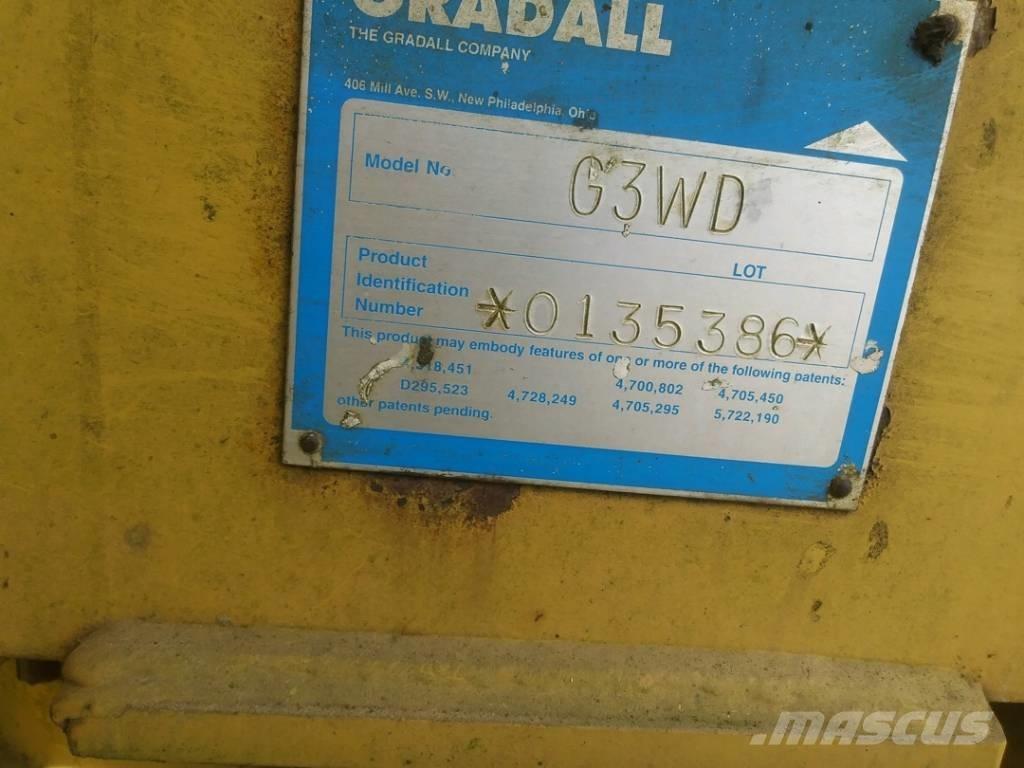 GRADALL
THE GRADALL COMPANY
406 Mill Ave. S.W., New Philadelphia, Ohio
Model No.
G3WD
Product
Identification
Number
LOT
*0135386*
This product may embody features of one or more of the following patents:
D295,523
4,728,249
4,700,802
4,705,295
4,705,450
5,722,190
other patents pending.
MASCUS